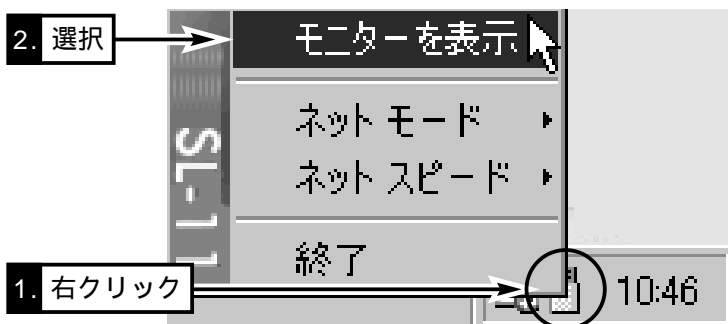 2. 選択
モニターを表示
ネット モード
ネット スピード
終了
SL-11
1. 右クリック
10:46